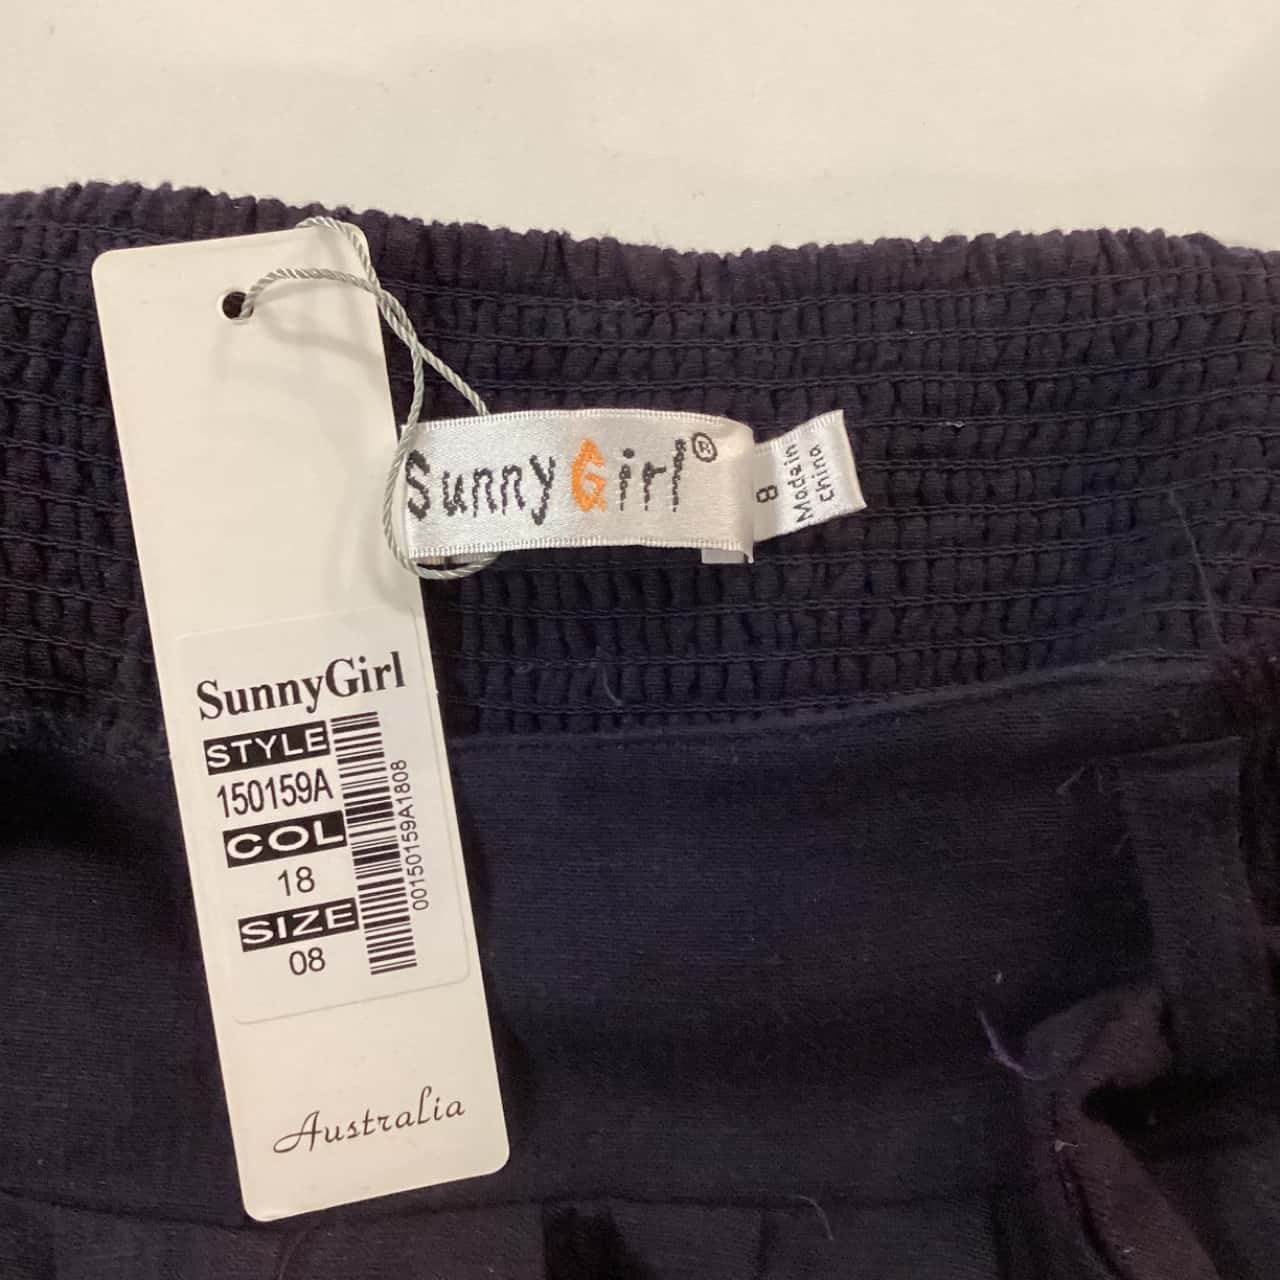 Sunny Girl®
8
Made in
China
SunnyGirl
STYLE
150159A
COL
18
SIZE
08
00150159A1808
Australia